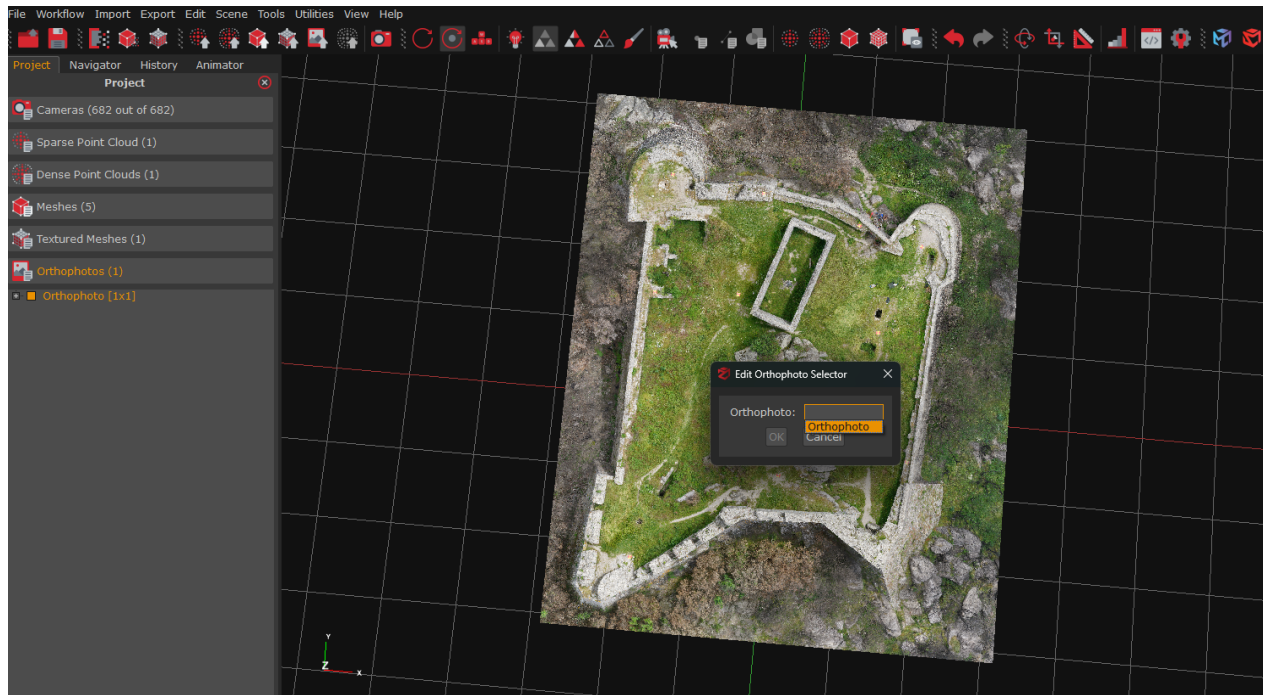 File Workflow Import Export Edit Scene Tools Utilities View Help
Project Navigator History Animator
Project
Cameras (682 out of 682)
Sparse Point Cloud (1)
Dense Point Clouds (1)
Meshes (5)
Textured Meshes (1)
Orthophotos (1)
Orthophoto [1x1]
Edit Orthophoto Selector
Orthophoto:
Orthophoto
OK Cancel
Y
Z
X